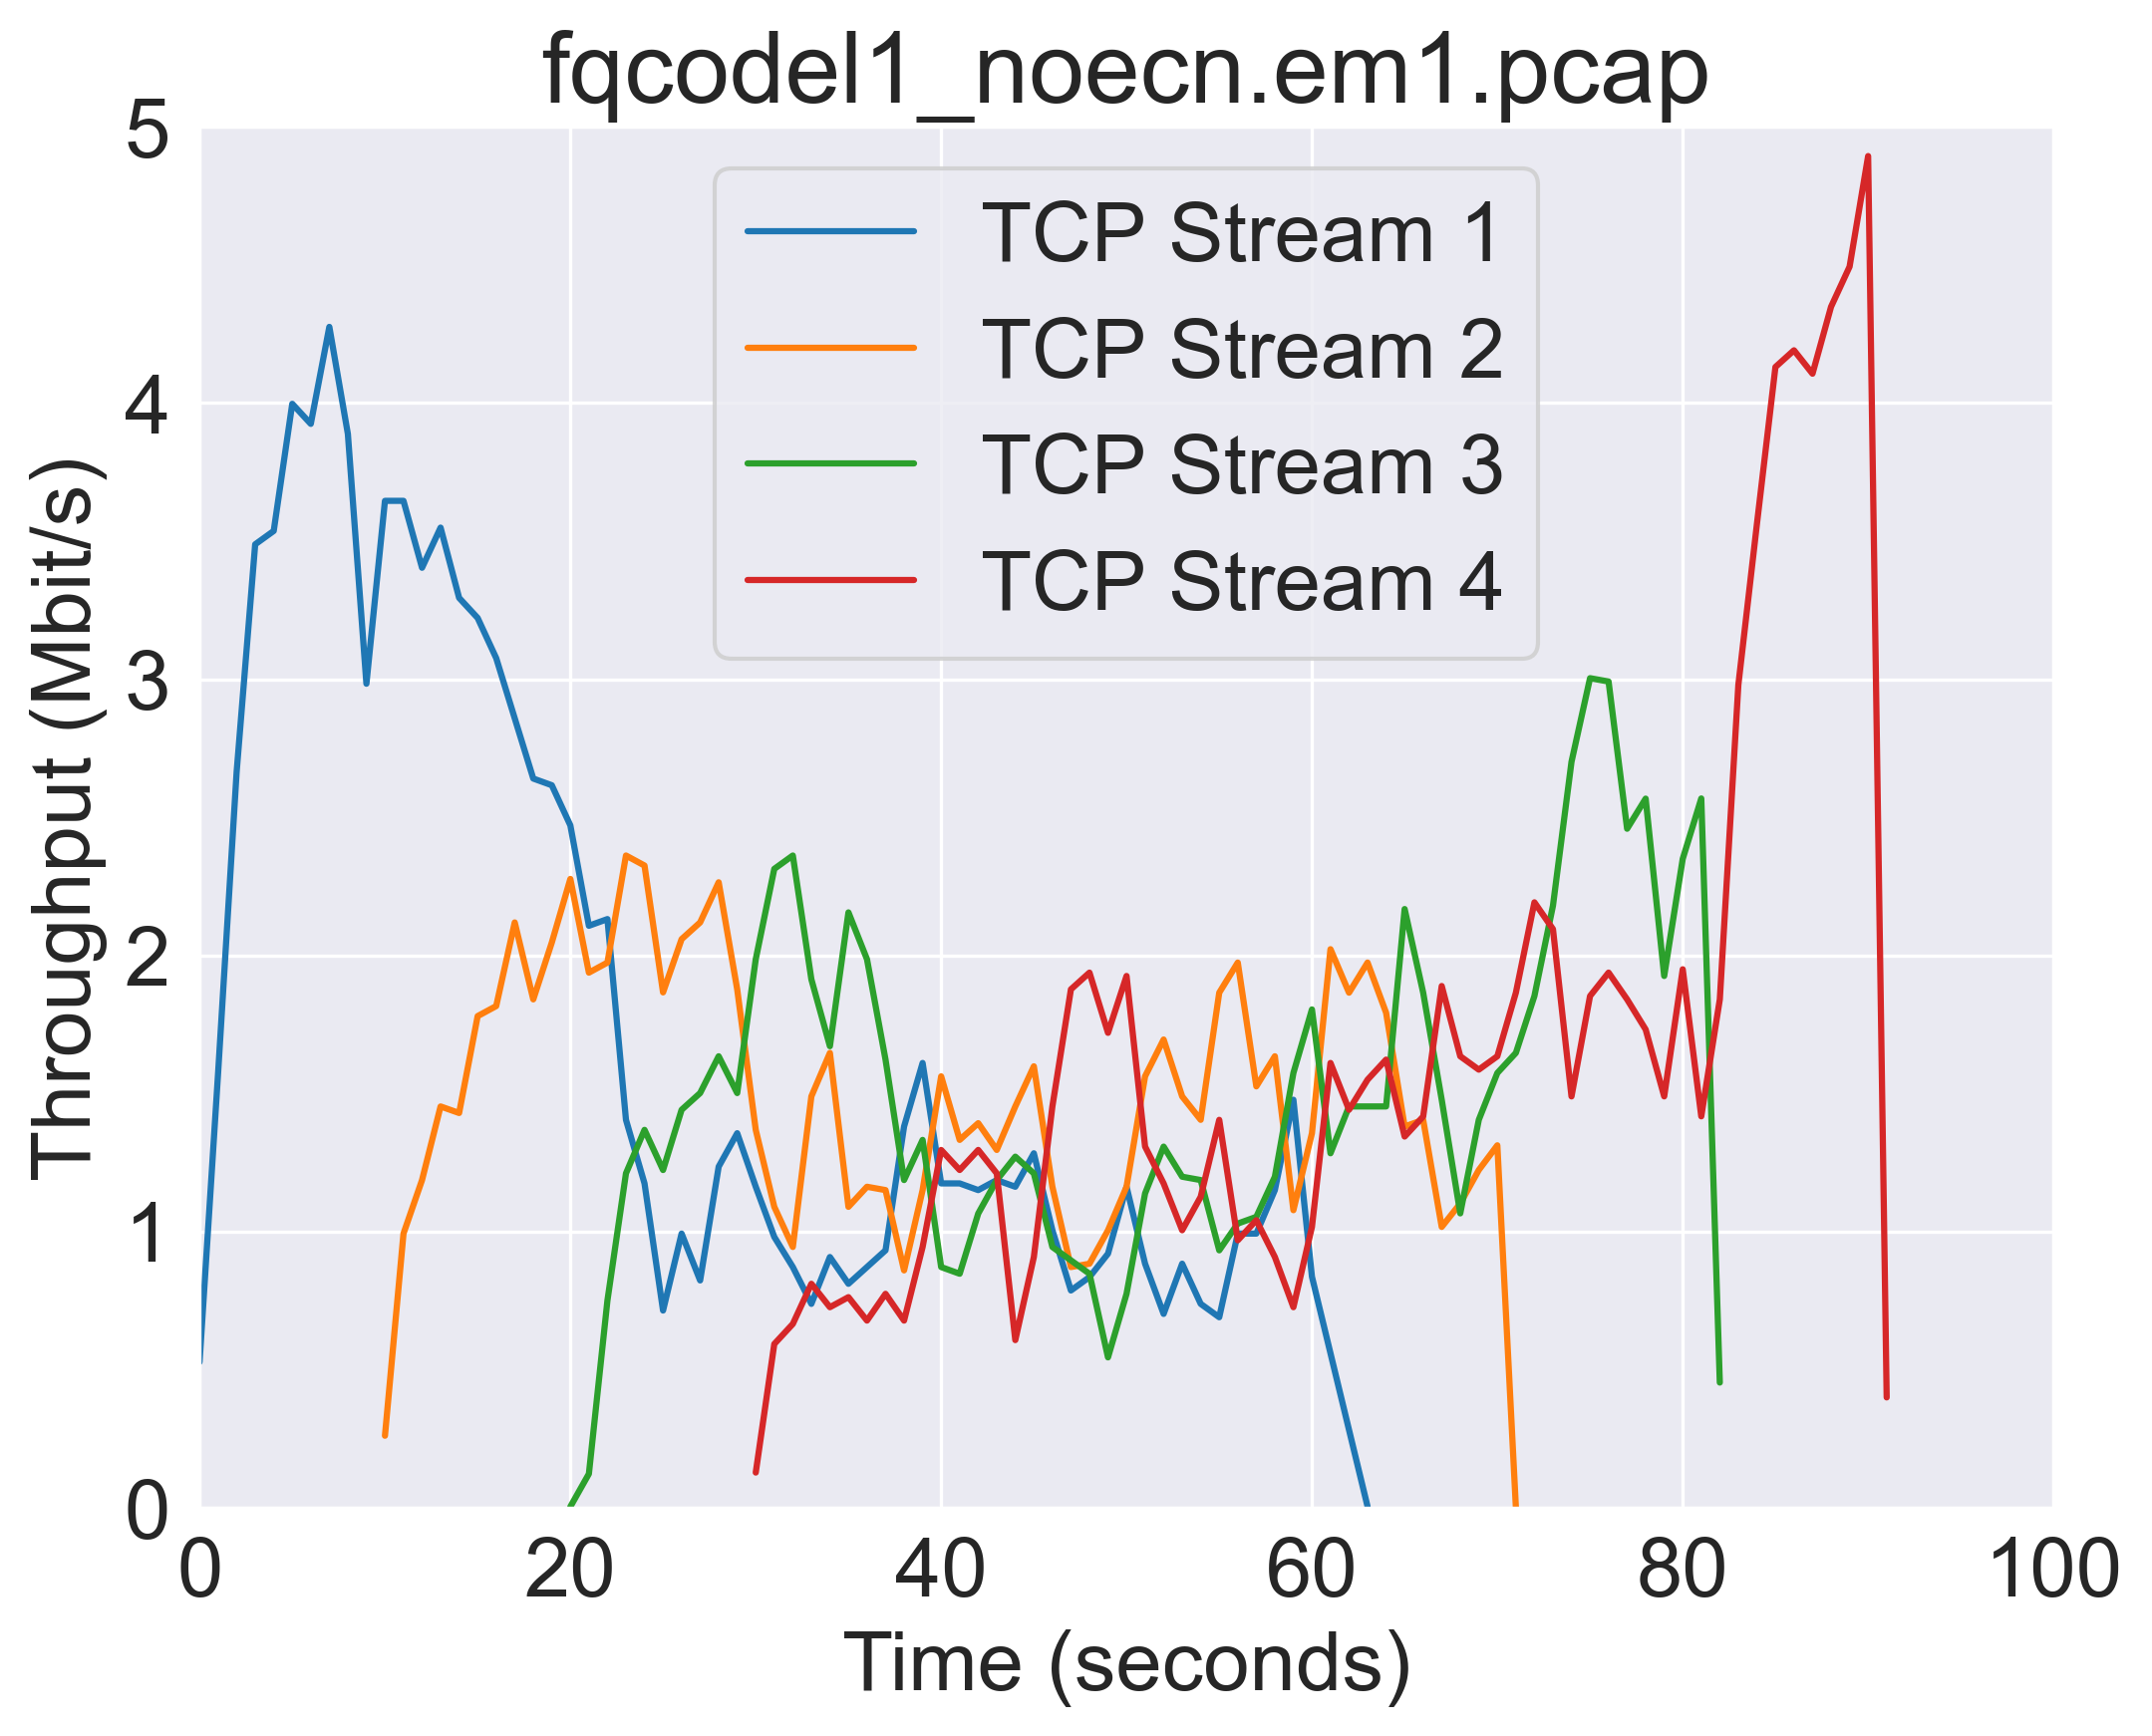 fqcodel1_noecn.em1.pcap
Throughput (Mbit/s)
5
4
3
2
1
0
TCP Stream 1
TCP Stream 2
TCP Stream 3
TCP Stream 4
0 20 40 60 80 100
Time (seconds)